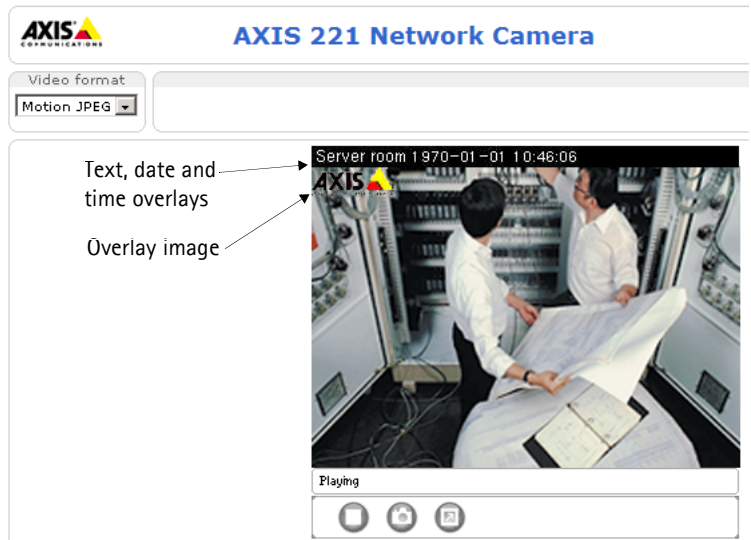 AXIS
COMMUNICATIONS
AXIS 221 Network Camera
Video format
Motion JPEG
Server room 1970-01-01 10:46:06
Text, date and
time overlays
AXIS
Overlay image
Playing